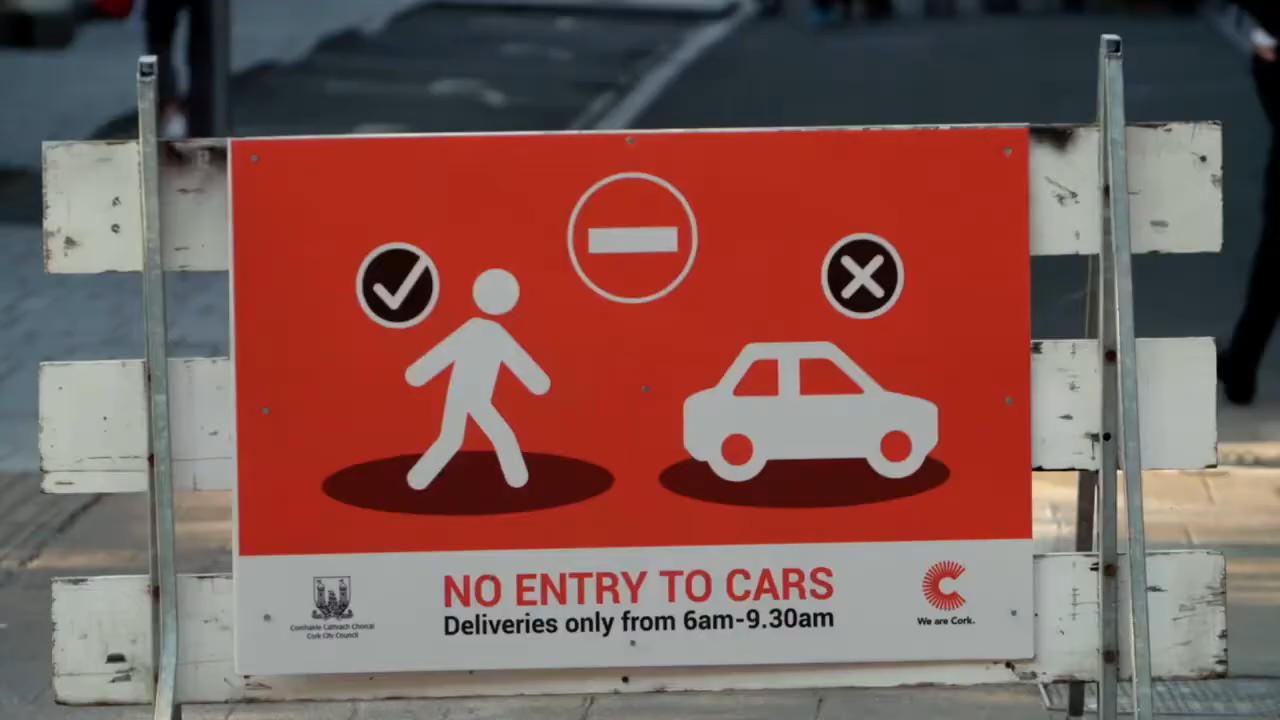 NO ENTRY TO CARS
Deliveries only from 6am-9.30am
Comhairle Cathrach Chorcaí
Cork City Council
We are Cork.